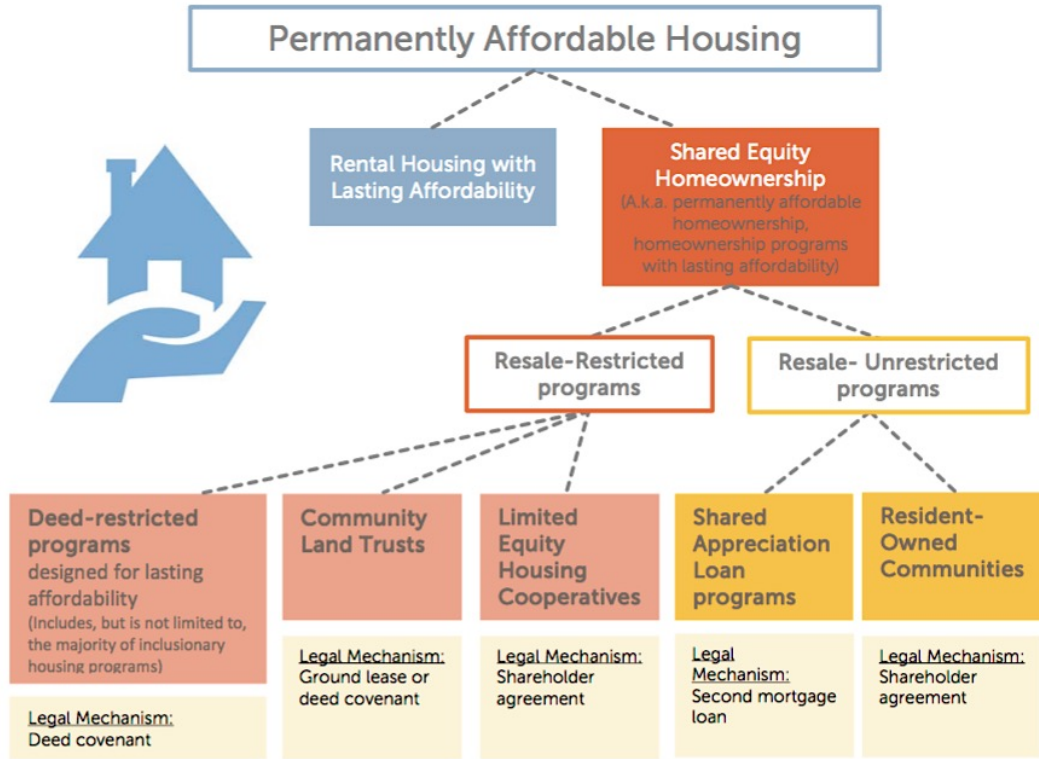 Permanently Affordable Housing
Rental Housing with
Lasting Affordability
Shared Equity
Homeownership
(A.k.a. permanently affordable
homeownership,
homeownership programs
with lasting affordability)
Resale-Restricted
programs
Resale- Unrestricted
programs
Deed-restricted
programs
designed for lasting
affordability
(Includes, but is not limited to,
the majority of inclusionary
housing programs)
Legal Mechanism:
Deed covenant
Community
Land Trusts
Legal Mechanism:
Ground lease or
deed covenant
Limited
Equity
Housing
Cooperatives
Legal Mechanism:
Shareholder
agreement
Shared
Appreciation
Loan
programs
Legal
Mechanism:
Second mortgage
loan
Resident-
Owned
Communities
Legal Mechanism:
Shareholder
agreement